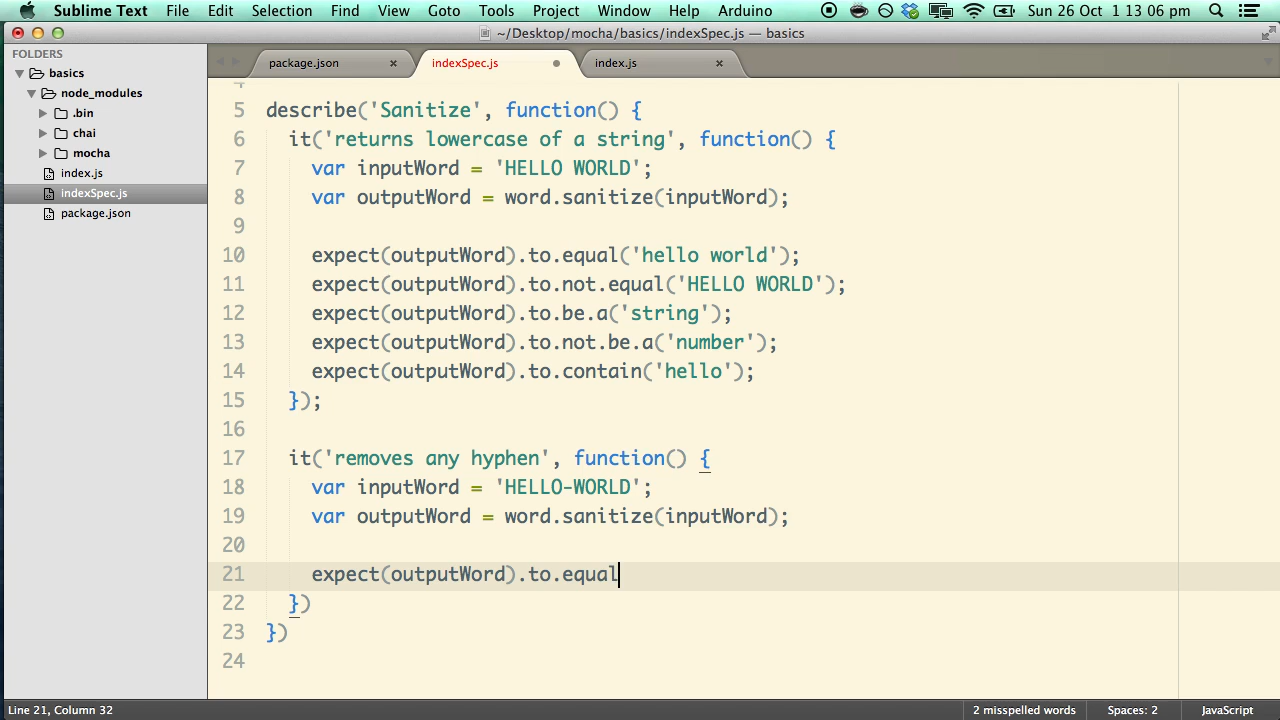 Sublime Text File Edit Selection Find View Goto Tools Project Window Help Arduino Sun 26 Oct 1 13 06 pm
~/Desktop/mocha/basics/indexSpec.js — basics
FOLDERS
basics
node_modules
.bin
chai
mocha
index.js
indexSpec.js
package.json
package.json × indexSpec.js index.js ×
4
5 describe('Sanitize', function() {
6 it('returns lowercase of a string', function() {
7 var inputWord = 'HELLO WORLD';
8 var outputWord = word.sanitize(inputWord);
9
10 expect(outputWord).to.equal('hello world');
11 expect(outputWord).to.not.equal('HELLO WORLD');
12 expect(outputWord).to.be.a('string');
13 expect(outputWord).to.not.be.a('number');
14 expect(outputWord).to.contain('hello');
15 });
16
17 it('removes any hyphen', function() {
18 var inputWord = 'HELLO-WORLD';
19 var outputWord = word.sanitize(inputWord);
20
21 expect(outputWord).to.equal
22 })
23 })
24
Line 21, Column 32 2 misspelled words Spaces: 2 JavaScript